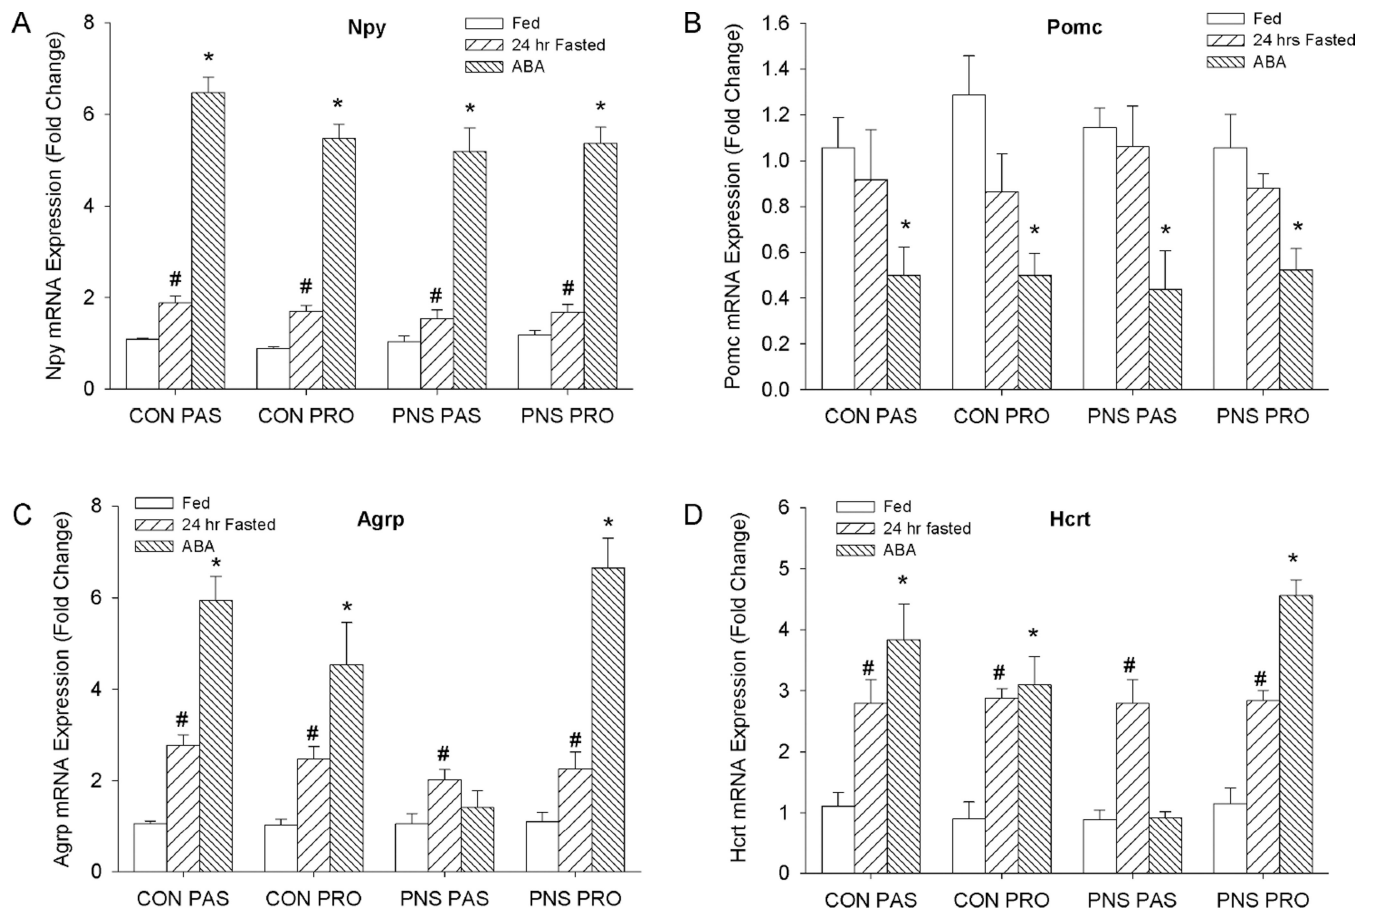 A
Npy
Fed
24 hr Fasted
ABA
Npy mRNA Expression (Fold Change)
8
6
4
2
0
*
*
*
*
#
#
#
#
CON PAS
CON PRO
PNS PAS
PNS PRO
B
Pomc
Fed
24 hrs Fasted
ABA
Pomc mRNA Expression (Fold Change)
1.6
1.4
1.2
1.0
0.8
0.6
0.4
0.2
0.0
*
*
*
*
CON PAS
CON PRO
PNS PAS
PNS PRO
C
Agrp
Fed
24 hr Fasted
ABA
Agrp mRNA Expression (Fold Change)
8
6
4
2
0
*
*
*
#
#
#
#
CON PAS
CON PRO
PNS PAS
PNS PRO
D
Hcrt
Fed
24 hr fasted
ABA
Hcrt mRNA Expression (Fold Change)
6
5
4
3
2
1
0
*
*
*
#
#
#
#
CON PAS
CON PRO
PNS PAS
PNS PRO